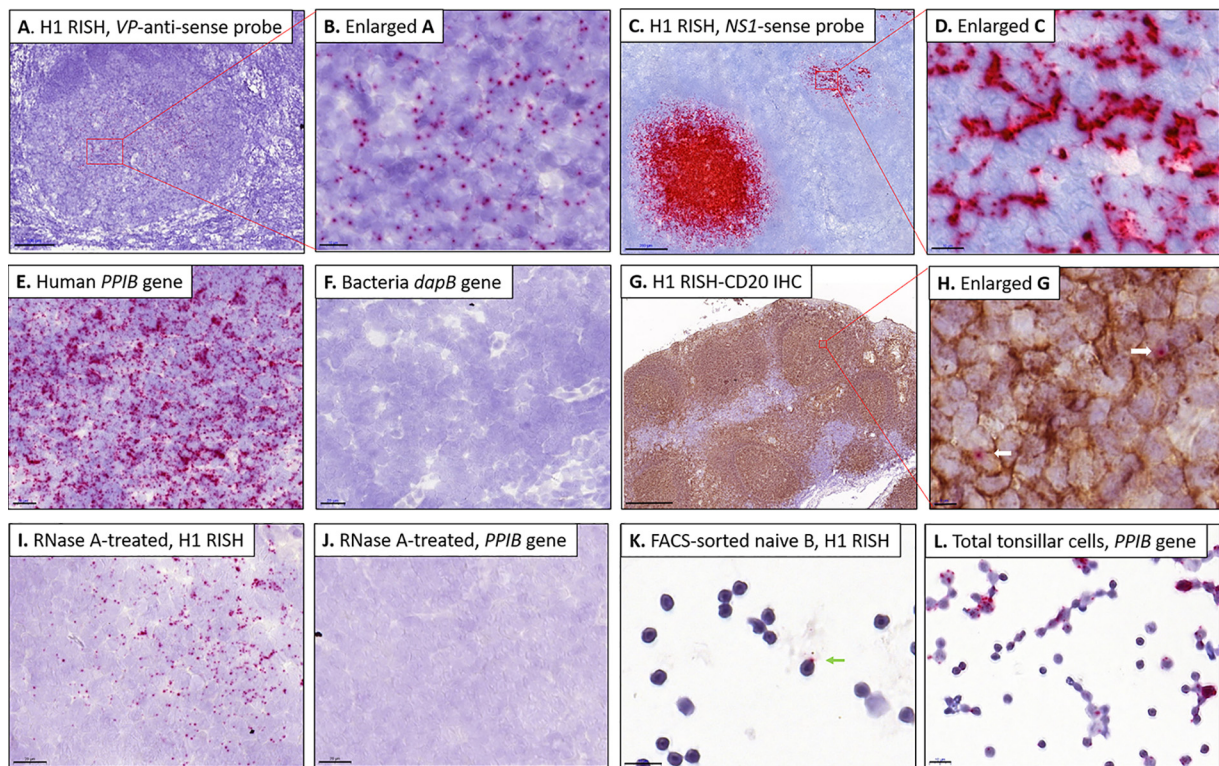 A. H1 RISH, VP-anti-sense probe
B. Enlarged A
C. H1 RISH, NS1-sense probe
D. Enlarged C
E. Human PPIB gene
F. Bacteria dapB gene
G. H1 RISH-CD20 IHC
H. Enlarged G
I. RNase A-treated, H1 RISH
J. RNase A-treated, PPIB gene
K. FACS-sorted naive B, H1 RISH
L. Total tonsillar cells, PPIB gene